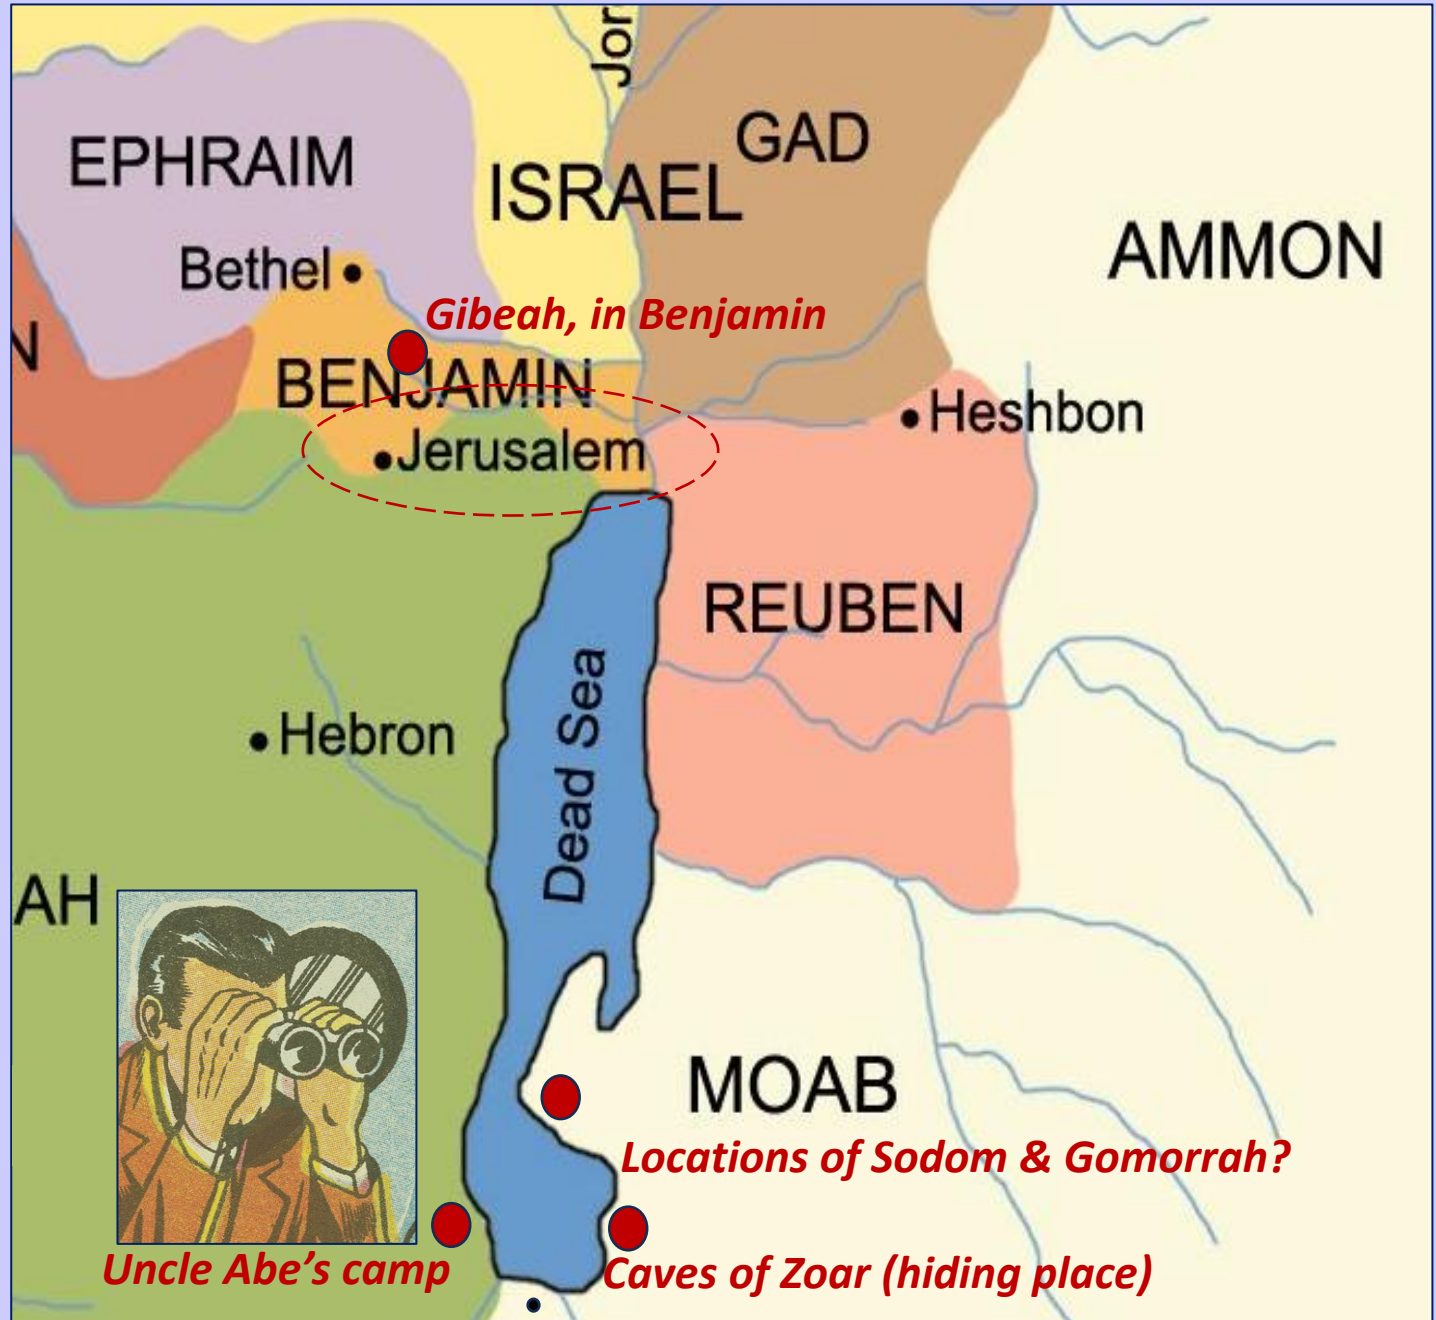 Jor
GAD
EPHRAIM
ISRAEL
AMMON
Bethel
Gibeah, in Benjamin
N
BENJAMIN
Heshbon
Jerusalem
REUBEN
Dead Sea
Hebron
AH
MOAB
Locations of Sodom & Gomorrah?
Uncle Abe’s camp
Caves of Zoar (hiding place)